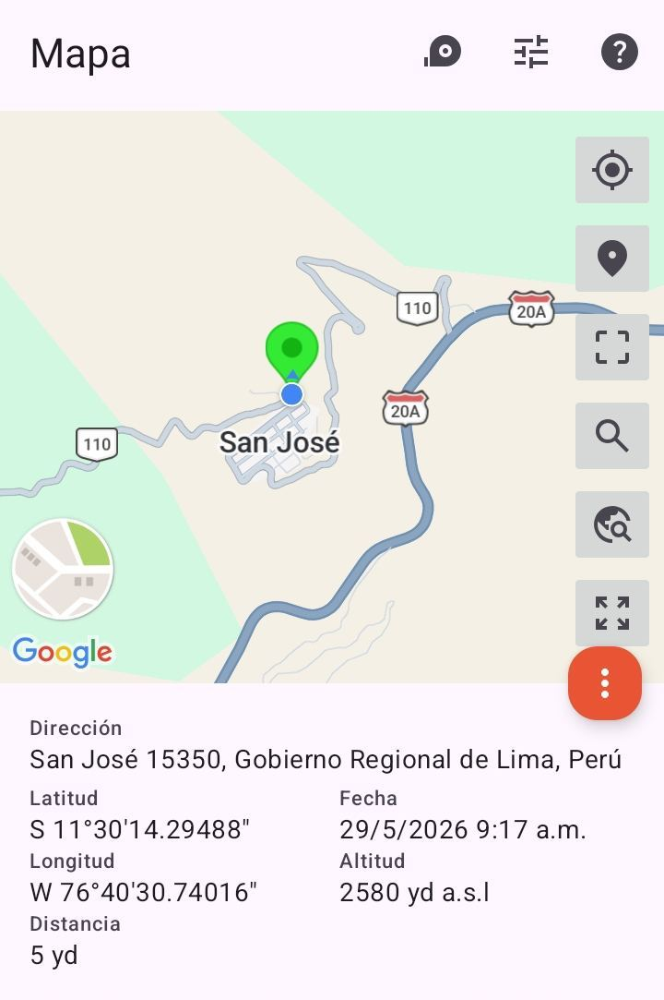 Mapa
110
20A
20A
110
San José
Google
Dirección
San José 15350, Gobierno Regional de Lima, Perú
Latitud
S 11°30'14.29488"
Fecha
29/5/2026 9:17 a.m.
Longitud
W 76°40'30.74016"
Altitud
2580 yd a.s.l
Distancia
5 yd